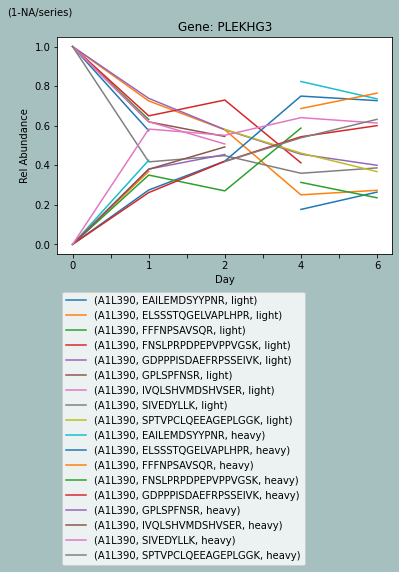 (1-NA/series)
Gene: PLEKHG3
1.0
0.8
0.6
0.4
0.2
0.0
Rel Abundance
0 1 2 4 6
Day
(A1L390, EAILEMDSYYPNR, light)
(A1L390, ELSSSTQGELVAPLHPR, light)
(A1L390, FFFNPSAVSQR, light)
(A1L390, FNSLPRPDPEPVPPVGSK, light)
(A1L390, GDPPPISDAEFRPSSEIVK, light)
(A1L390, GPLSPFNSR, light)
(A1L390, IVQLSHVMDSHVSER, light)
(A1L390, SIVEDYLLK, light)
(A1L390, SPTVPCLQEEAGEPLGGK, light)
(A1L390, EAILEMDSYYPNR, heavy)
(A1L390, ELSSSTQGELVAPLHPR, heavy)
(A1L390, FFFNPSAVSQR, heavy)
(A1L390, FNSLPRPDPEPVPPVGSK, heavy)
(A1L390, GDPPPISDAEFRPSSEIVK, heavy)
(A1L390, GPLSPFNSR, heavy)
(A1L390, IVQLSHVMDSHVSER, heavy)
(A1L390, SIVEDYLLK, heavy)
(A1L390, SPTVPCLQEEAGEPLGGK, heavy)